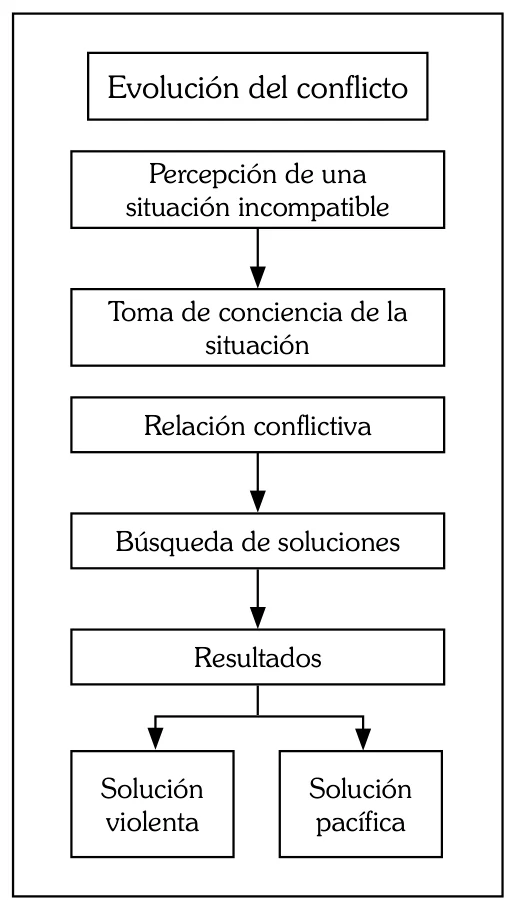 Evolución del conflicto
Percepción de una
situación incompatible
Toma de conciencia de la
situación
Relación conflictiva
Búsqueda de soluciones
Resultados
Solución
violenta
Solución
pacífica